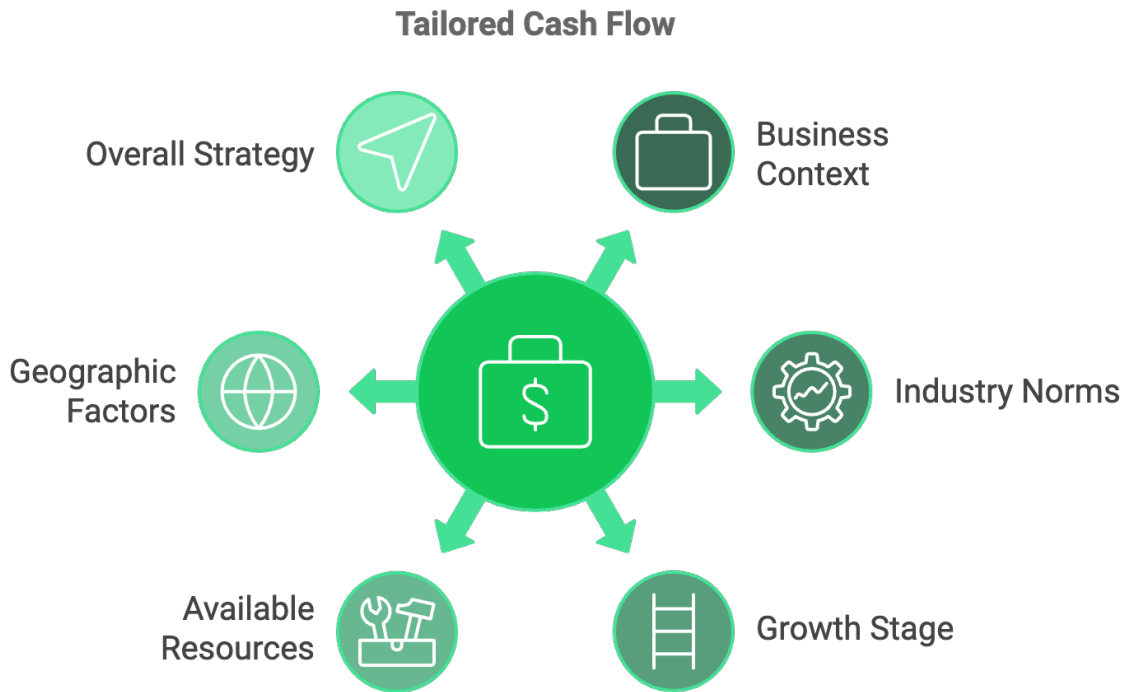 Tailored Cash Flow
Overall Strategy
Business
Context
Geographic
Factors
$
Industry Norms
Available
Resources
Growth Stage